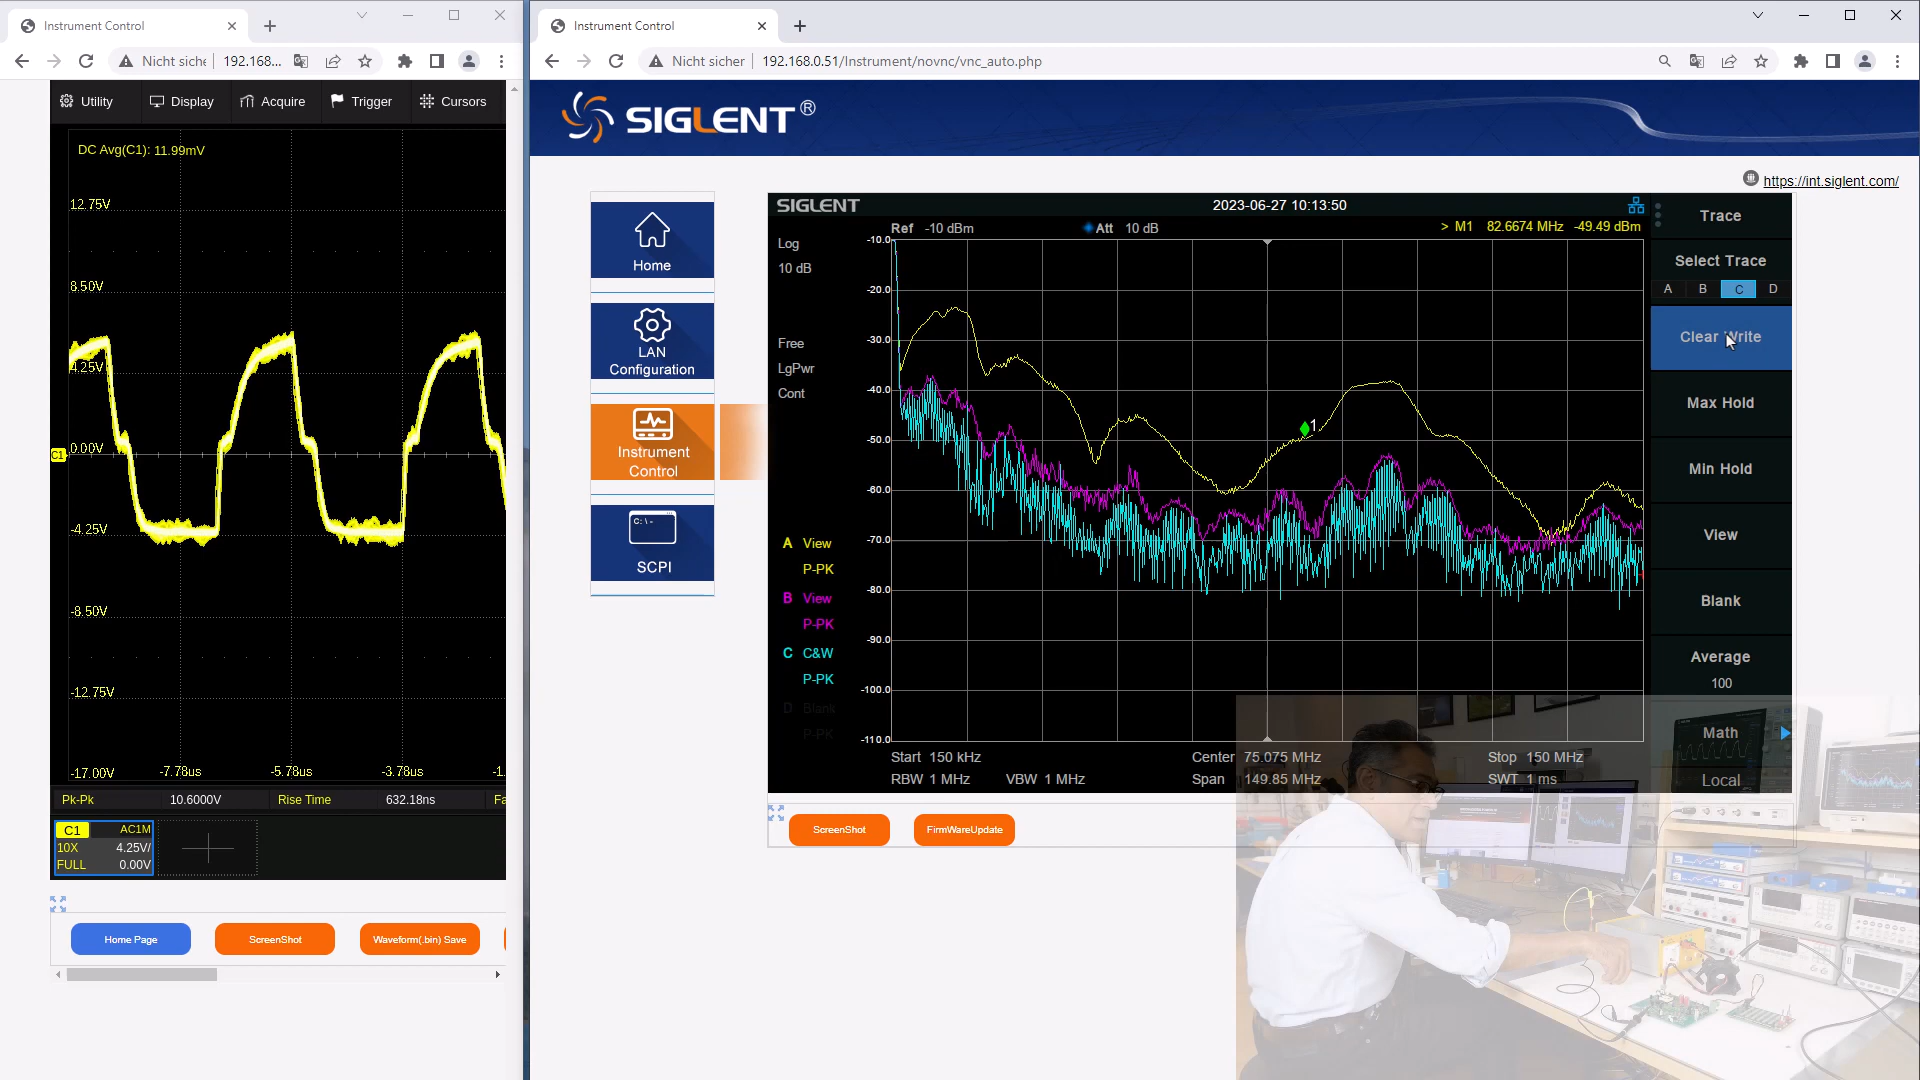 Instrument Control
Nicht siche
192.168...
Utility
Display
Acquire
Trigger
Cursors
DC Avg(C1): 11.99mV
12.75V
8.50V
4.25V
C1
0.00V
-4.25V
-8.50V
-12.75V
-17.00V
-7.78us
-5.78us
-3.78us
-1.
Pk-Pk
10.6000V
Rise Time
632.18ns
Fa
C1
AC1M
10X
4.25V/
FULL
0.00V
Home Page
ScreenShot
Waveform(.bin) Save
Instrument Control
Nicht sicher
192.168.0.51/Instrument/novnc/vnc_auto.php
SIGLENT®
https://int.siglent.com/
Home
LAN
Configuration
Instrument
Control
C:\-
SCPI
SIGLENT
2023-06-27 10:13:50
Ref -10 dBm
Att 10 dB
> M1 82.6674 MHz -49.49 dBm
Log
10 dB
Free
LgPwr
Cont
A View
P-PK
B View
P-PK
C C&W
P-PK
D Blank
P-PK
-10.0
-20.0
-30.0
-40.0
-50.0
-60.0
-70.0
-80.0
-90.0
-100.0
-110.0
1
Start 150 kHz
Center 75.075 MHz
Stop 150 MHz
RBW 1 MHz
VBW 1 MHz
Span 149.85 MHz
SWT 1 ms
Trace
Select Trace
A B C D
Clear Write
Max Hold
Min Hold
View
Blank
Average
100
Math
Local
ScreenShot
FirmWareUpdate